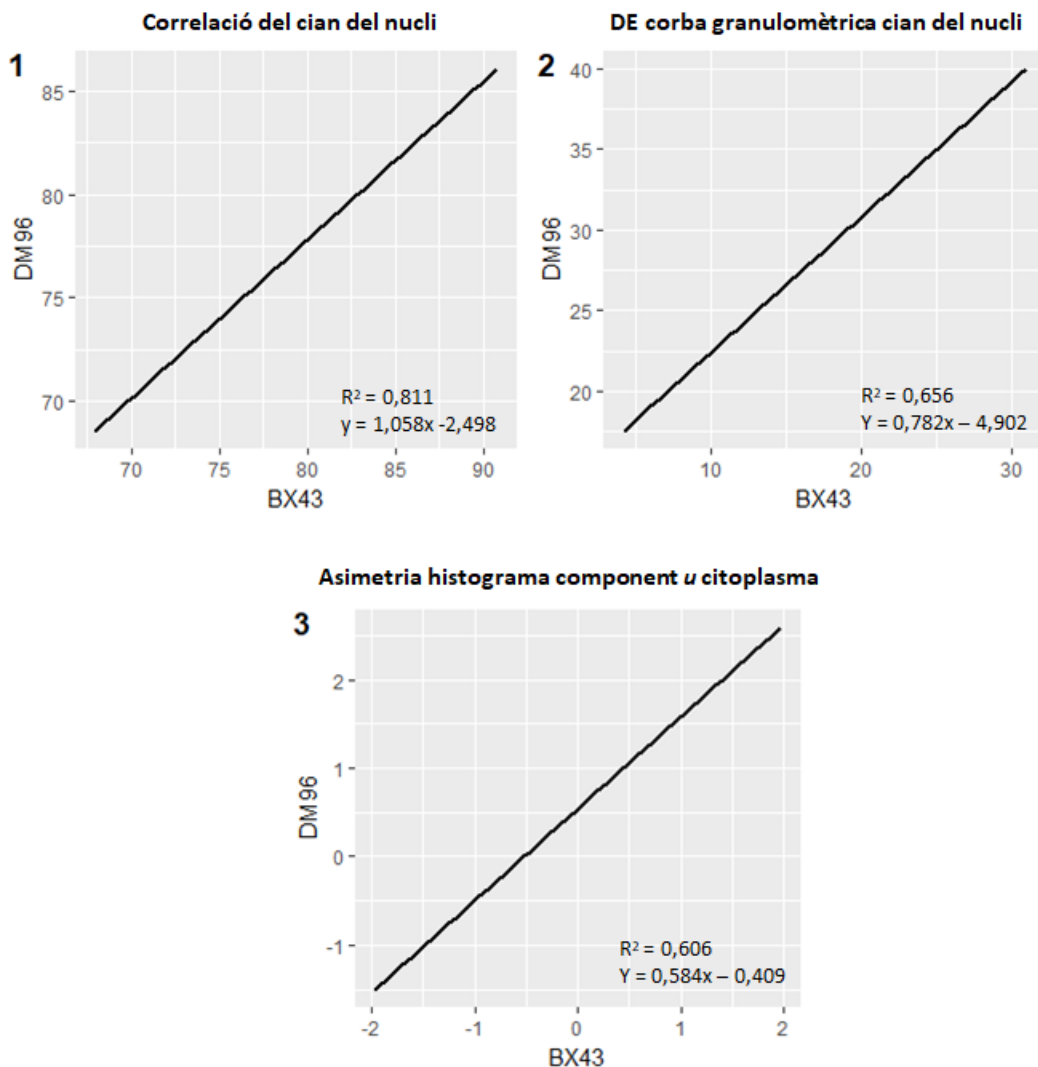 Correlació del cian del nucli
1
85
80
75
70
DM96
R² = 0,811
y = 1,058x -2,498
70 75 80 85 90
BX43
DE corba granulomètrica cian del nucli
2
40
35
30
25
20
DM96
R² = 0,656
Y = 0,782x – 4,902
10 20 30
BX43
Asimetria histograma component u citoplasma
3
2
1
0
-1
DM96
R² = 0,606
Y = 0,584x – 0,409
-2 -1 0 1 2
BX43